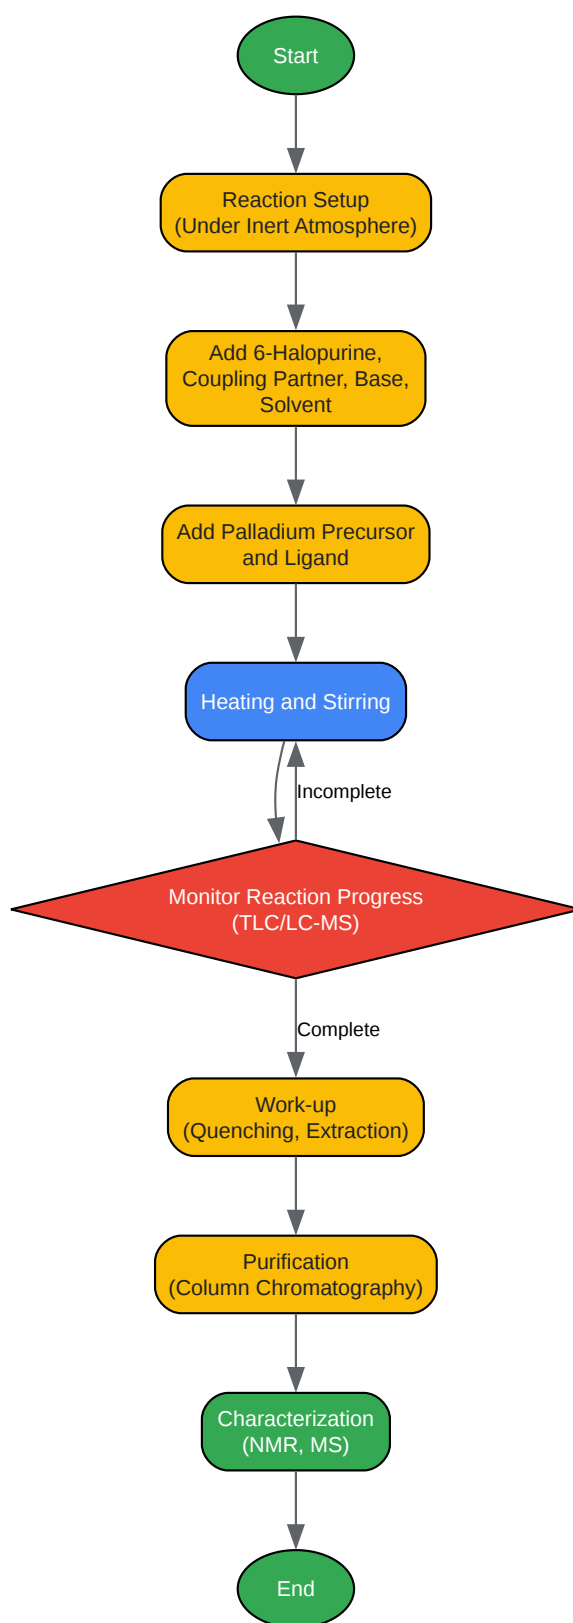 Start
Reaction Setup
(Under Inert Atmosphere)
Add 6-Halopurine,
Coupling Partner, Base,
Solvent
Add Palladium Precursor
and Ligand
Heating and Stirring
Incomplete
Monitor Reaction Progress
(TLC/LC-MS)
Complete
Work-up
(Quenching, Extraction)
Purification
(Column Chromatography)
Characterization
(NMR, MS)
End